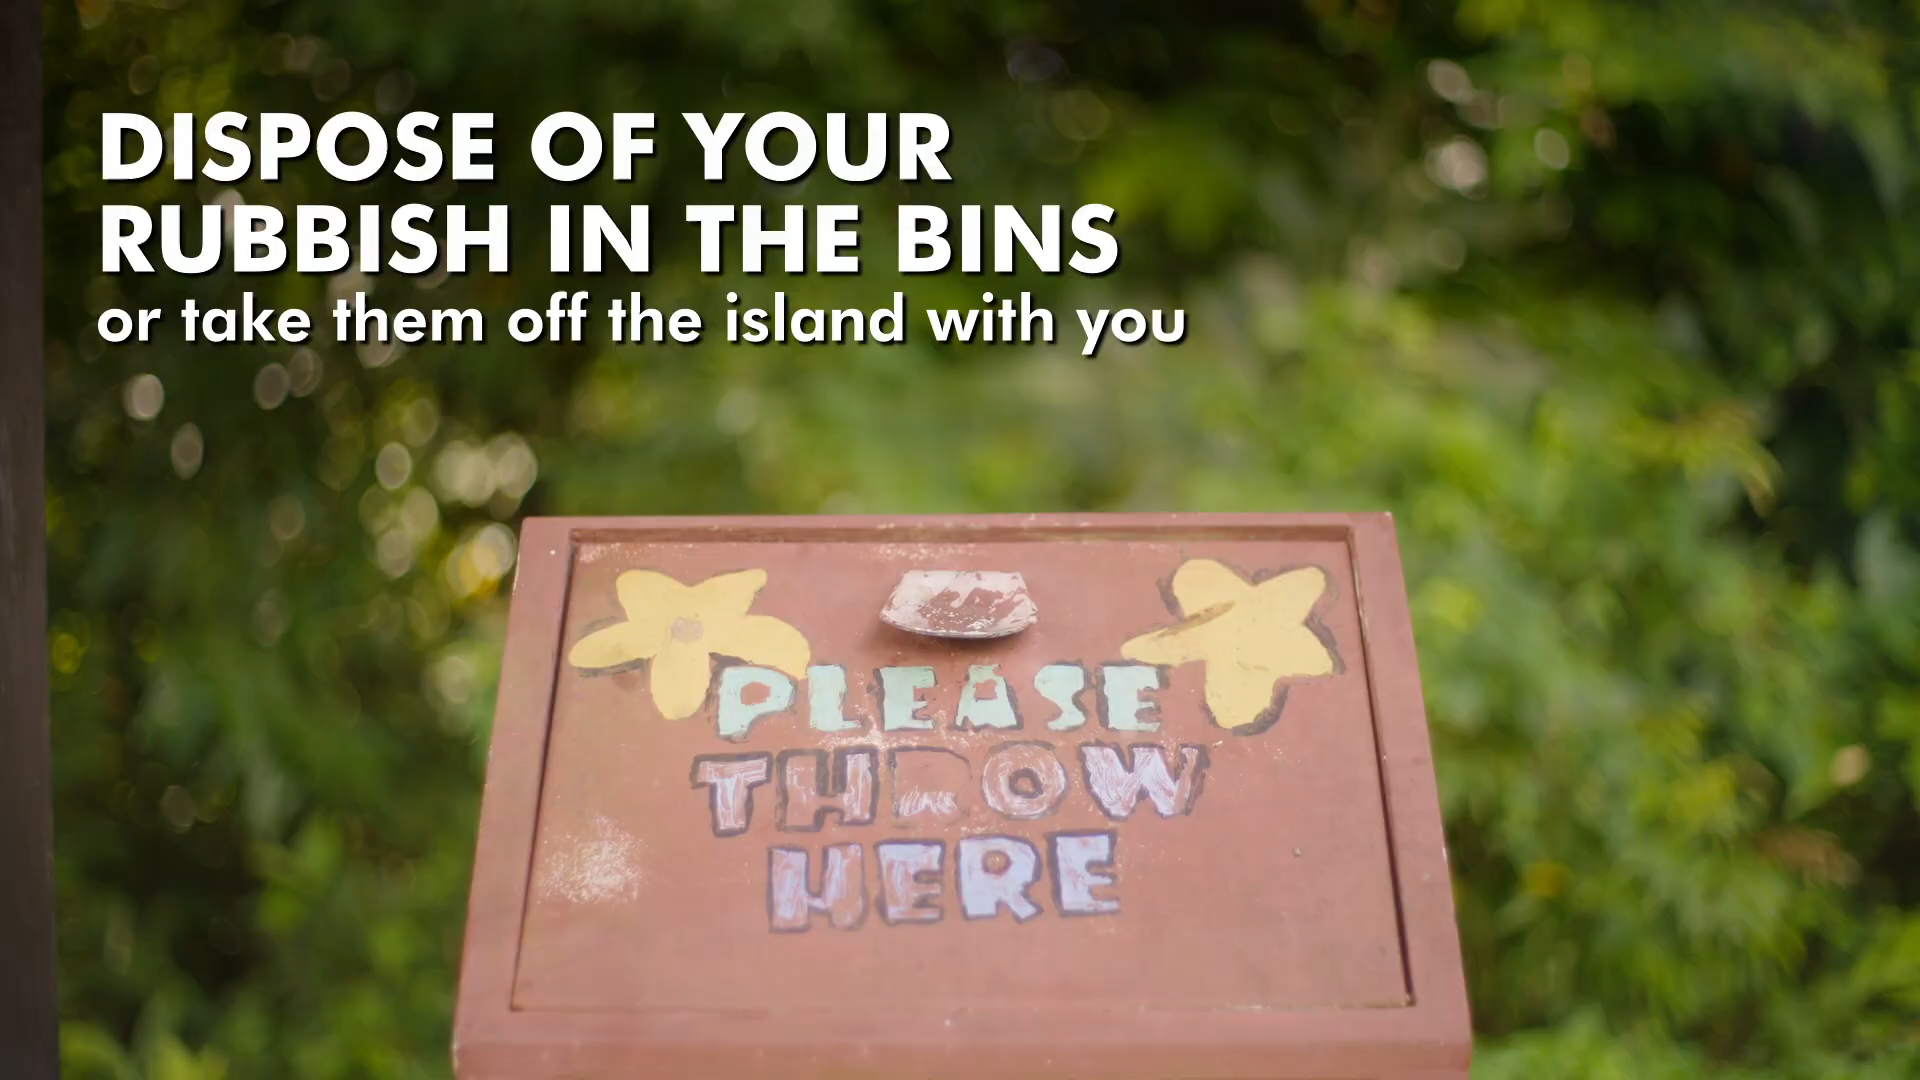 DISPOSE OF YOUR
RUBBISH IN THE BINS
or take them off the island with you
PLEASE
THROW
HERE